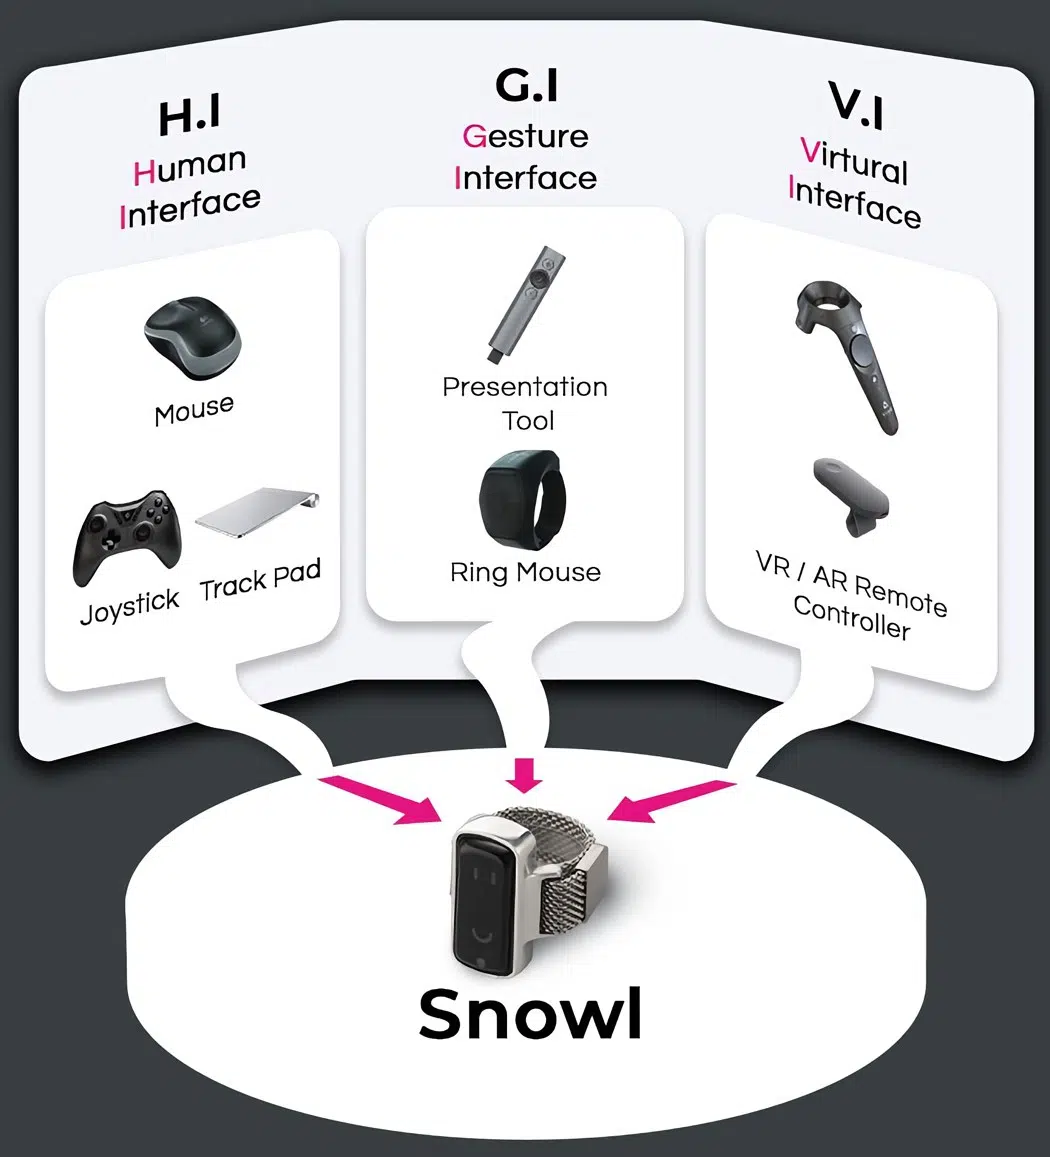 H.I
Human
Interface
Mouse
Joystick
Track Pad
G.I
Gesture
Interface
Presentation
Tool
Ring Mouse
V.I
Virtural
Interface
VR / AR Remote
Controller
Snowl